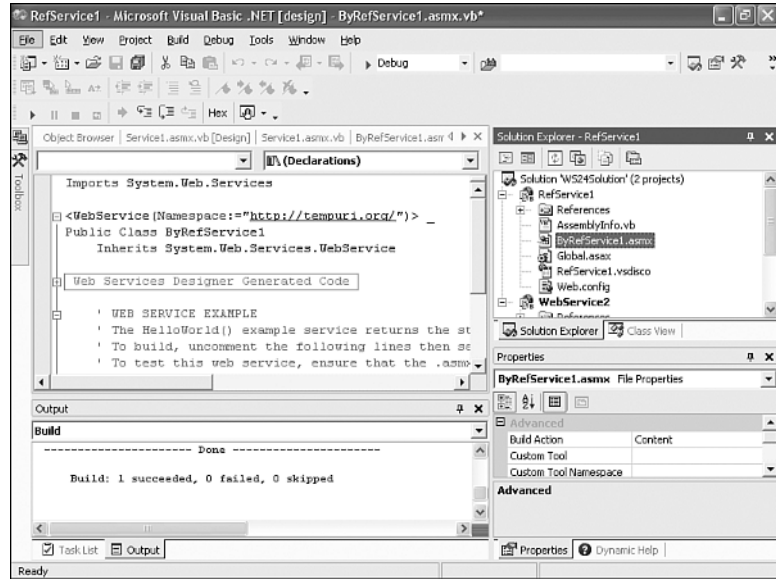 RefService1 - Microsoft Visual Basic .NET [design] - ByRefService1.asmx.vb*
File Edit View Project Build Debug Tools Window Help
Debug
Hex
Object Browser Service1.asmx.vb [Design] Service1.asmx.vb ByRefService1.asm
Toolbox
(Declarations)
Imports System.Web.Services
<WebService(Namespace:="http://tempuri.org/")> _
Public Class ByRefService1
Inherits System.Web.Services.WebService
Web Services Designer Generated Code
' WEB SERVICE EXAMPLE
' The HelloWorld() example service returns the st
' To build, uncomment the following lines then se
' To test this web service, ensure that the .asmx
Output
Build
---------------------- Done ----------------------
Build: 1 succeeded, 0 failed, 0 skipped
Task List Output
Ready
Solution Explorer - RefService1
Solution 'WS24Solution' (2 projects)
RefService1
References
AssemblyInfo.vb
ByRefService1.asmx
Global.asax
RefService1.vsdisco
Web.config
WebService2
References
Solution Explorer Class View
Properties
ByRefService1.asmx File Properties
Advanced
Build Action Content
Custom Tool
Custom Tool Namespace
Advanced
Properties Dynamic Help